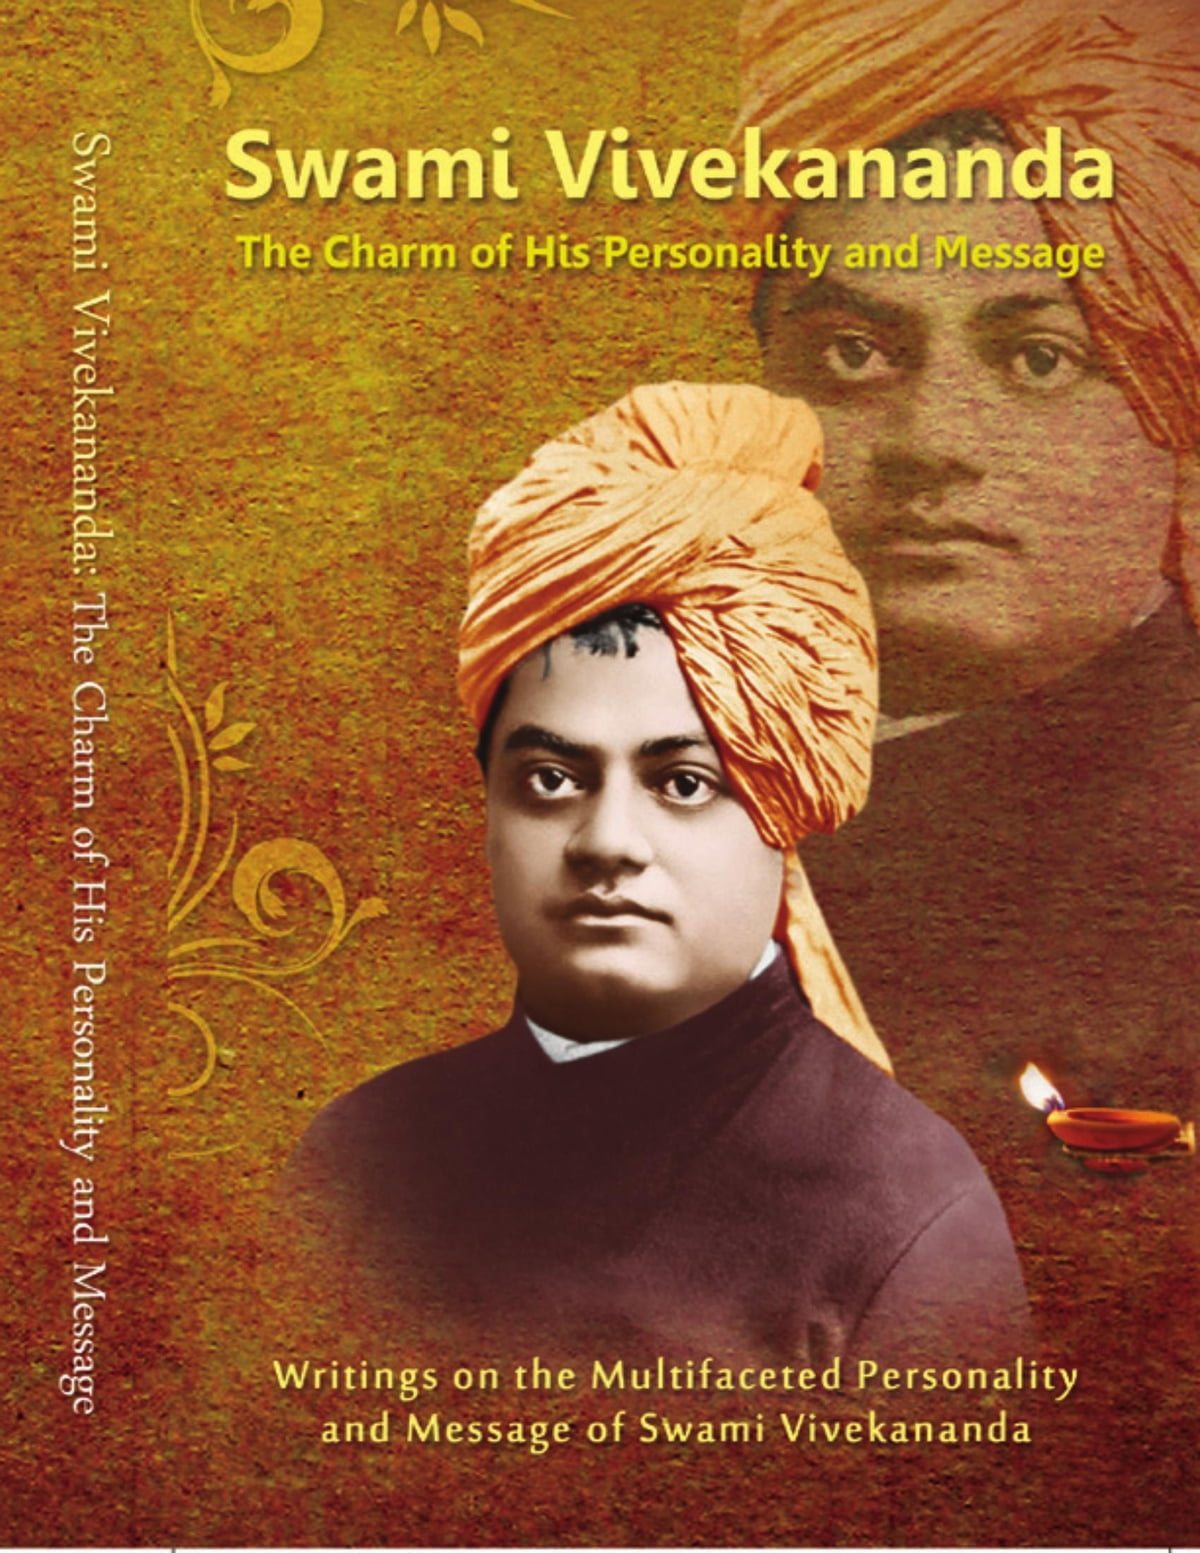 Swami Vivekananda: The Charm of His Personality and Message
Swami Vivekananda
The Charm of His Personality and Message
Writings on the Multifaceted Personality
and Message of Swami Vivekananda